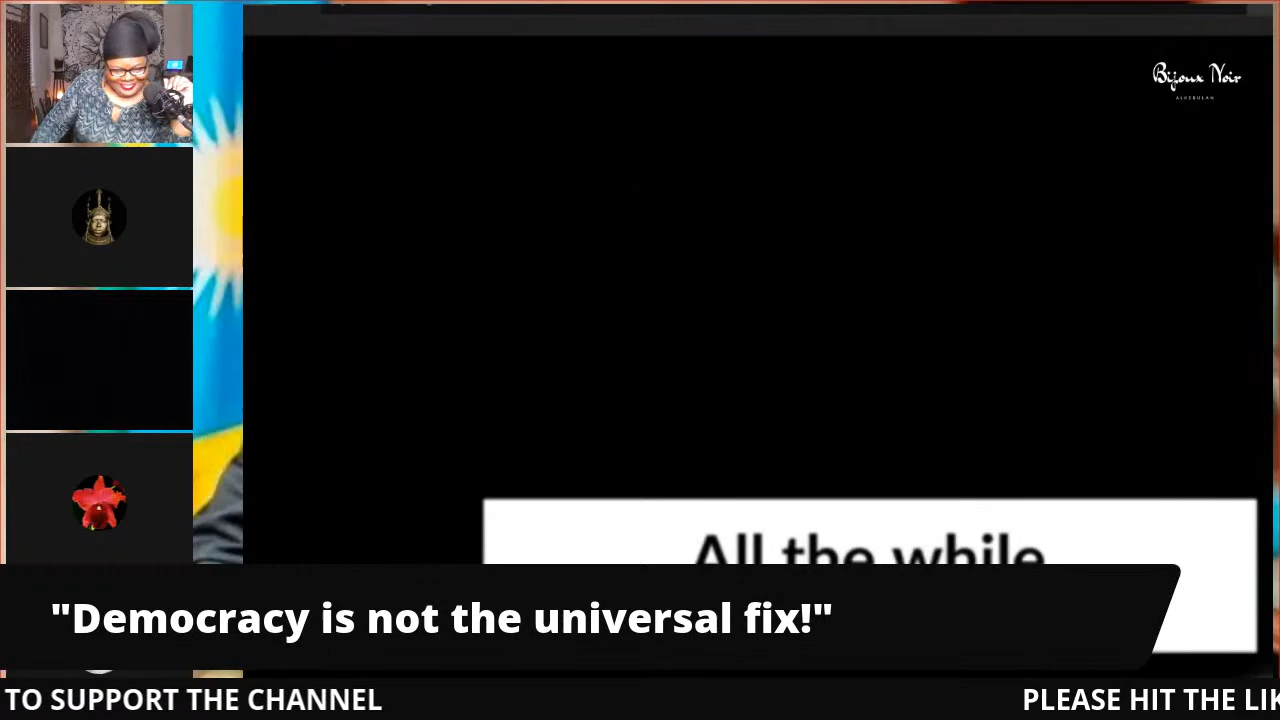 Bijoux Noir
ALKEBULAN
All the while
"Democracy is not the universal fix!"
TO SUPPORT THE CHANNEL
PLEASE HIT THE LIK